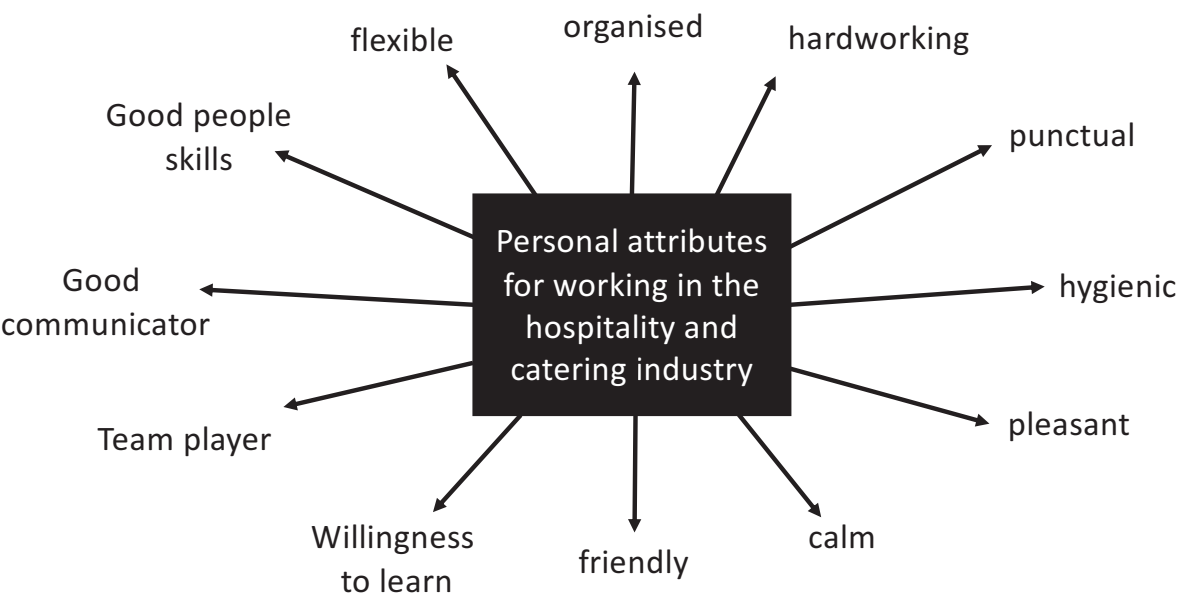 flexible
organised
hardworking
Good people
skills
punctual
Personal attributes
for working in the
hospitality and
catering industry
Good
communicator
hygienic
Team player
pleasant
Willingness
to learn
friendly
calm